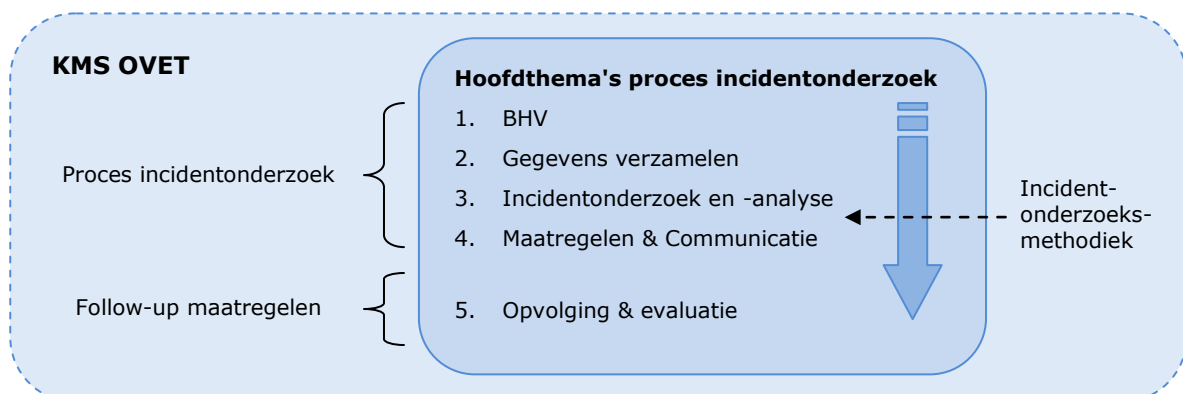 KMS OVET
Hoofdthema's proces incidentonderzoek
1. BHV
2. Gegevens verzamelen
3. Incidentonderzoek en -analyse
4. Maatregelen & Communicatie
5. Opvolging & evaluatie
Proces incidentonderzoek
Follow-up maatregelen
Incident-
onderzoeks-
methodiek